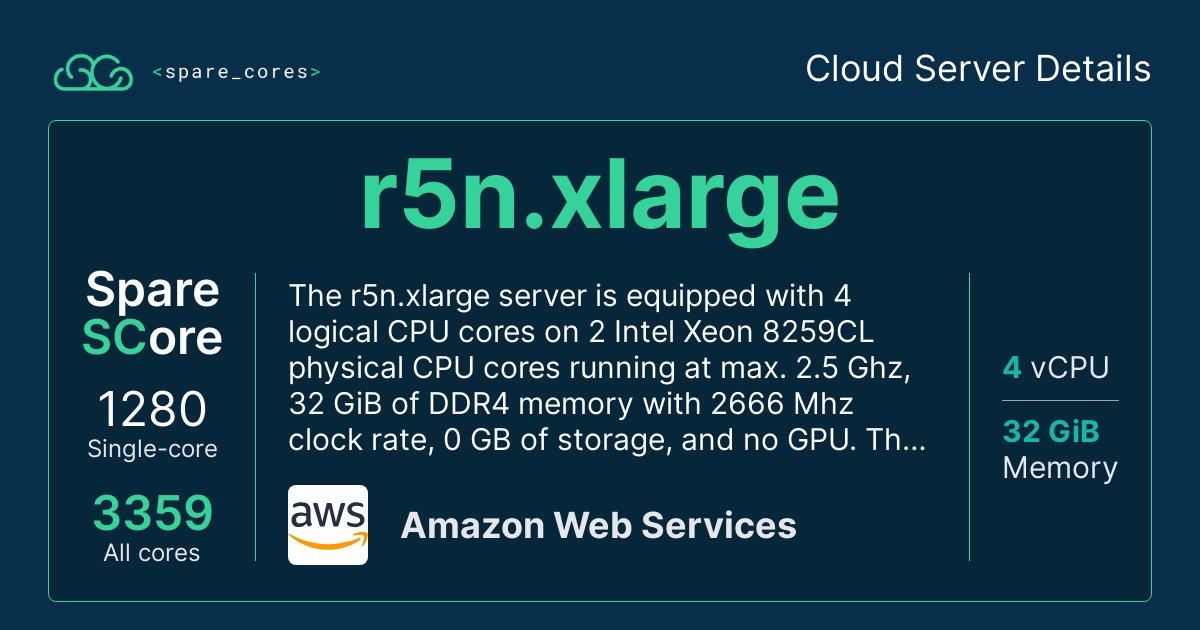 <spare_cores>
Cloud Server Details
r5n.xlarge
Spare
SCore
1280
Single-core
3359
All cores
The r5n.xlarge server is equipped with 4
logical CPU cores on 2 Intel Xeon 8259CL
physical CPU cores running at max. 2.5 Ghz,
32 GiB of DDR4 memory with 2666 Mhz
clock rate, 0 GB of storage, and no GPU. Th...
aws
Amazon Web Services
4 vCPU
32 GiB
Memory